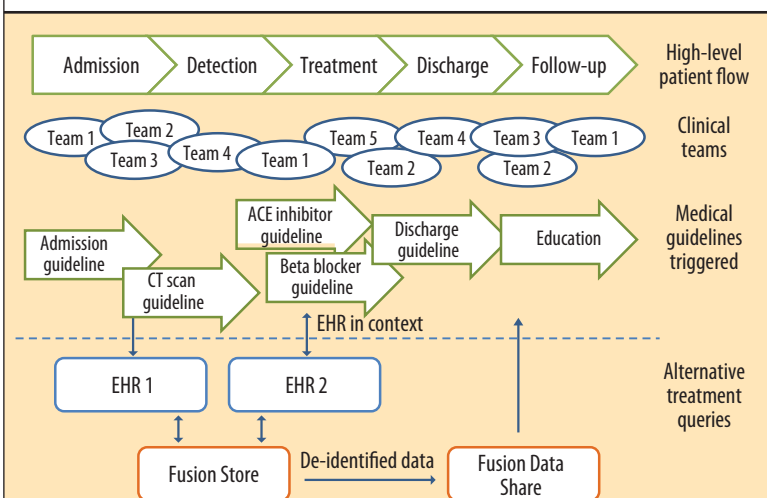 Admission
Detection
Treatment
Discharge
Follow-up
High-level
patient flow
Team 1
Team 2
Team 3
Team 4
Team 1
Team 5
Team 2
Team 4
Team 3
Team 2
Team 1
Clinical
teams
Admission
guideline
CT scan
guideline
ACE inhibitor
guideline
Beta blocker
guideline
Discharge
guideline
Education
Medical
guidelines
triggered
EHR in context
EHR 1
EHR 2
Alternative
treatment
queries
Fusion Store
De-identified data
Fusion Data
Share